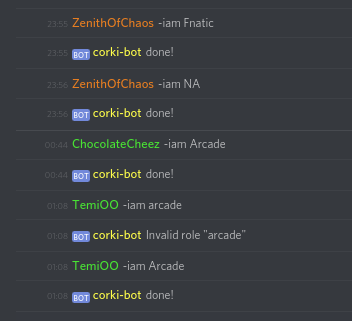 23:55 ZenithOfChaos -iam Fnatic
23:55 BOT corki-bot done!
23:56 ZenithOfChaos -iam NA
23:56 BOT corki-bot done!
00:44 ChocolateCheez -iam Arcade
00:44 BOT corki-bot done!
01:08 TemiOO -iam arcade
01:08 BOT corki-bot Invalid role "arcade"
01:08 TemiOO -iam Arcade
01:08 BOT corki-bot done!